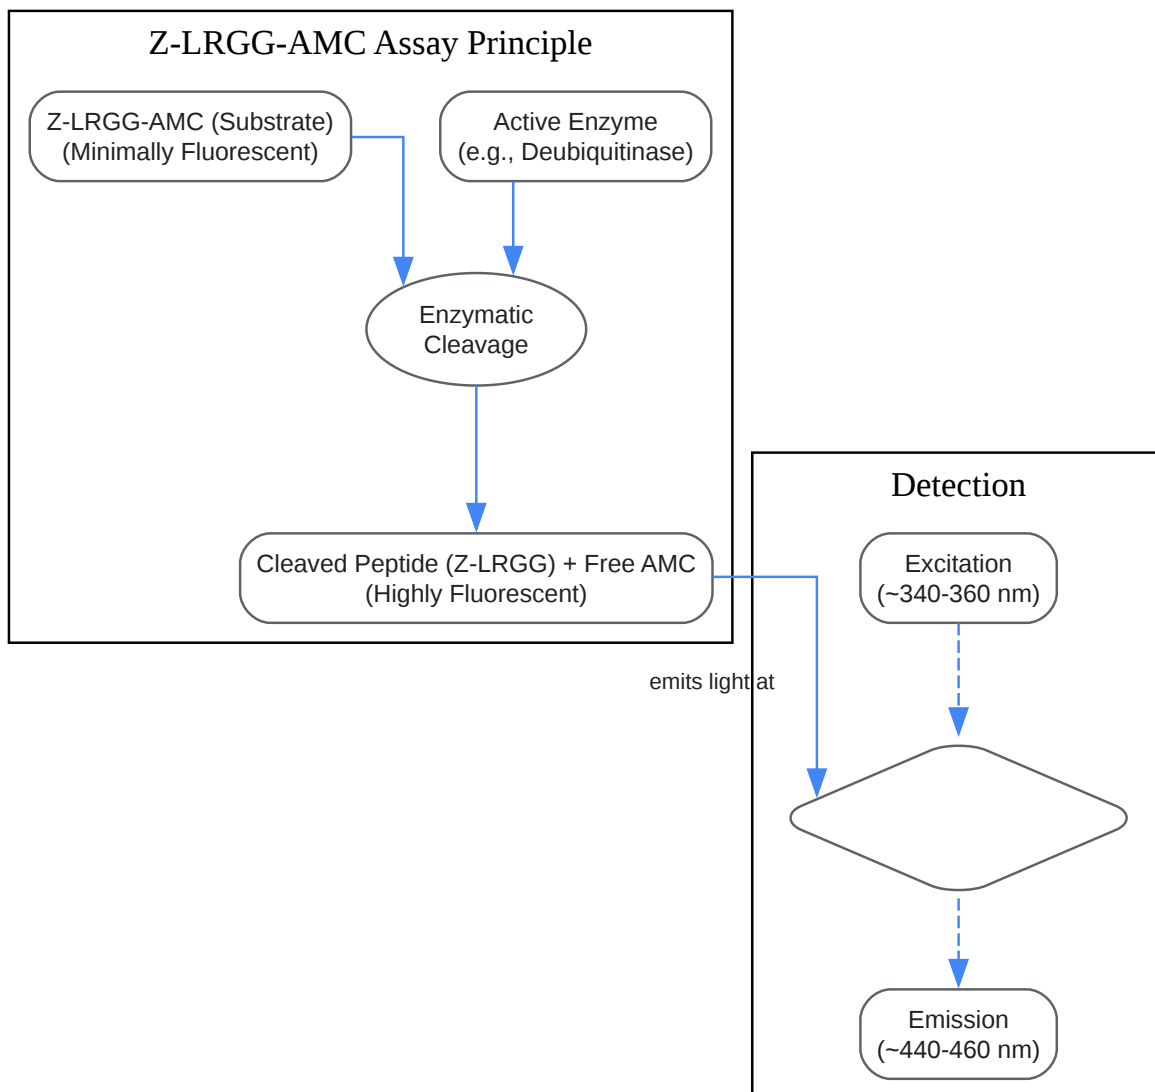 Z-LRGG-AMC Assay Principle
Z-LRGG-AMC (Substrate)
(Minimally Fluorescent)
Active Enzyme
(e.g., Deubiquitinase)
Enzymatic
Cleavage
Cleaved Peptide (Z-LRGG) + Free AMC
(Highly Fluorescent)
emits light at
Detection
Excitation
(~340-360 nm)
Emission
(~440-460 nm)